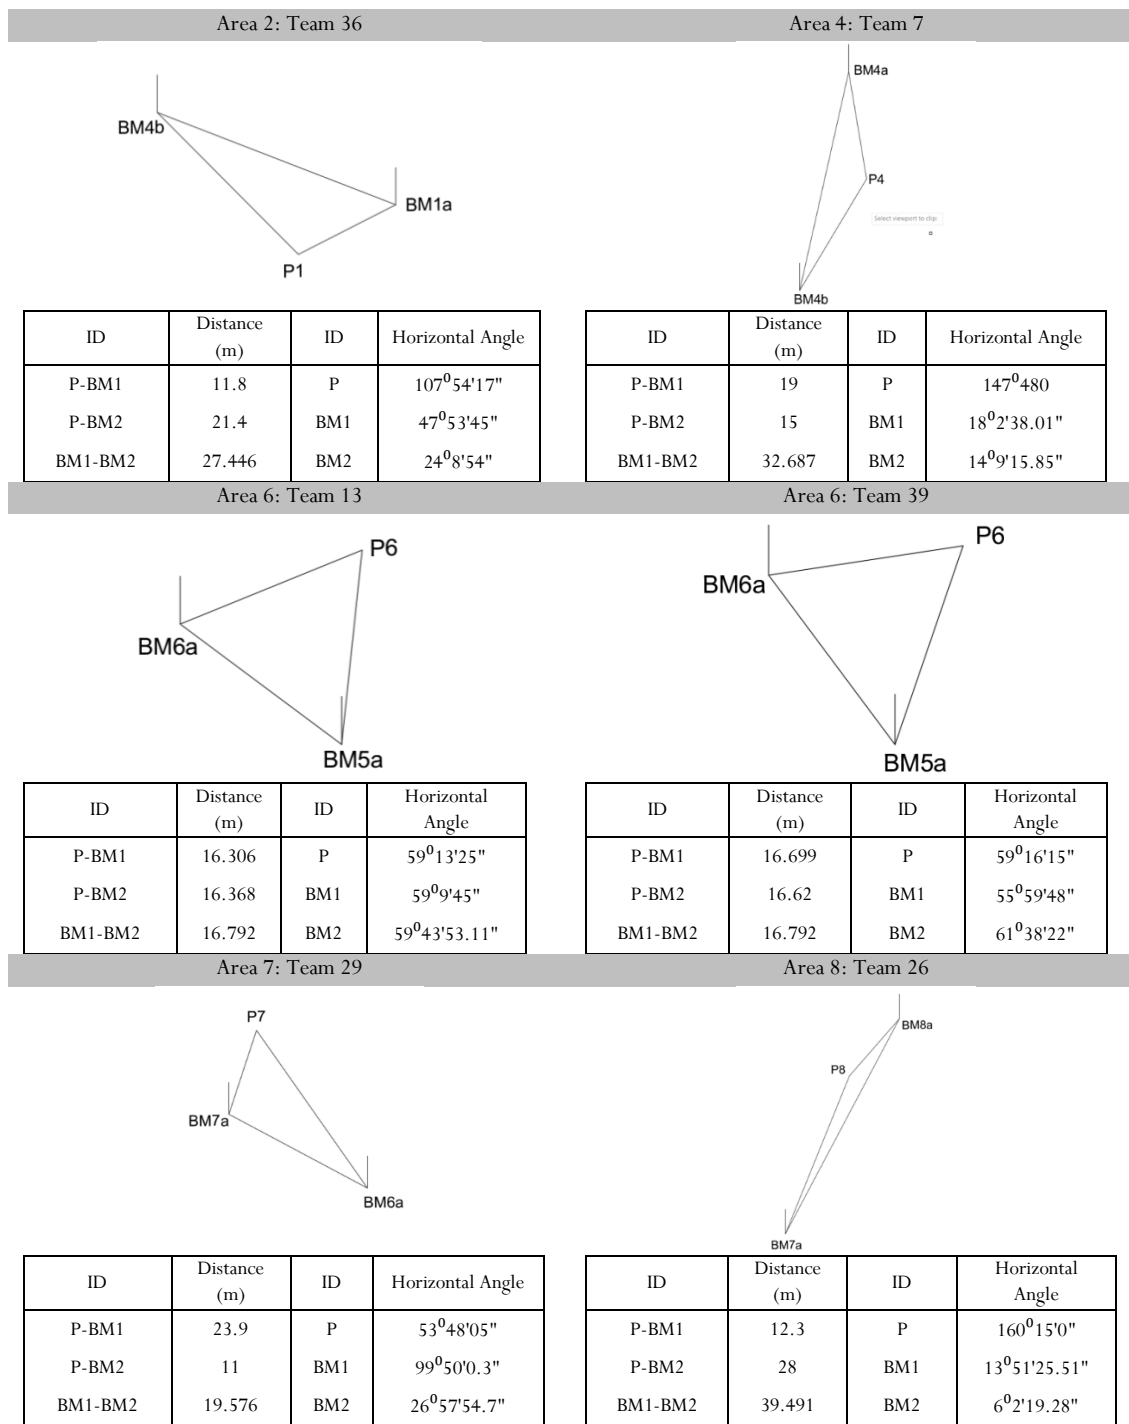 Area 2: Team 36
Area 4: Team 7
BM4b
BM1a
P1
BM4a
P4
Select viewport to clip:
BM4b
ID Distance (m) ID Horizontal Angle
P-BM1 11.8 P 107⁰54'17"
P-BM2 21.4 BM1 47⁰53'45"
BM1-BM2 27.446 BM2 24⁰8'54"
ID Distance (m) ID Horizontal Angle
P-BM1 19 P 147⁰480
P-BM2 15 BM1 18⁰2'38.01"
BM1-BM2 32.687 BM2 14⁰9'15.85"
Area 6: Team 13
Area 6: Team 39
P6
BM6a
BM5a
P6
BM6a
BM5a
ID Distance (m) ID Horizontal Angle
P-BM1 16.306 P 59⁰13'25"
P-BM2 16.368 BM1 59⁰9'45"
BM1-BM2 16.792 BM2 59⁰43'53.11"
ID Distance (m) ID Horizontal Angle
P-BM1 16.699 P 59⁰16'15"
P-BM2 16.62 BM1 55⁰59'48"
BM1-BM2 16.792 BM2 61⁰38'22"
Area 7: Team 29
Area 8: Team 26
P7
BM7a
BM6a
BM8a
P8
BM7a
ID Distance (m) ID Horizontal Angle
P-BM1 23.9 P 53⁰48'05"
P-BM2 11 BM1 99⁰50'0.3"
BM1-BM2 19.576 BM2 26⁰57'54.7"
ID Distance (m) ID Horizontal Angle
P-BM1 12.3 P 160⁰15'0"
P-BM2 28 BM1 13⁰51'25.51"
BM1-BM2 39.491 BM2 6⁰2'19.28"